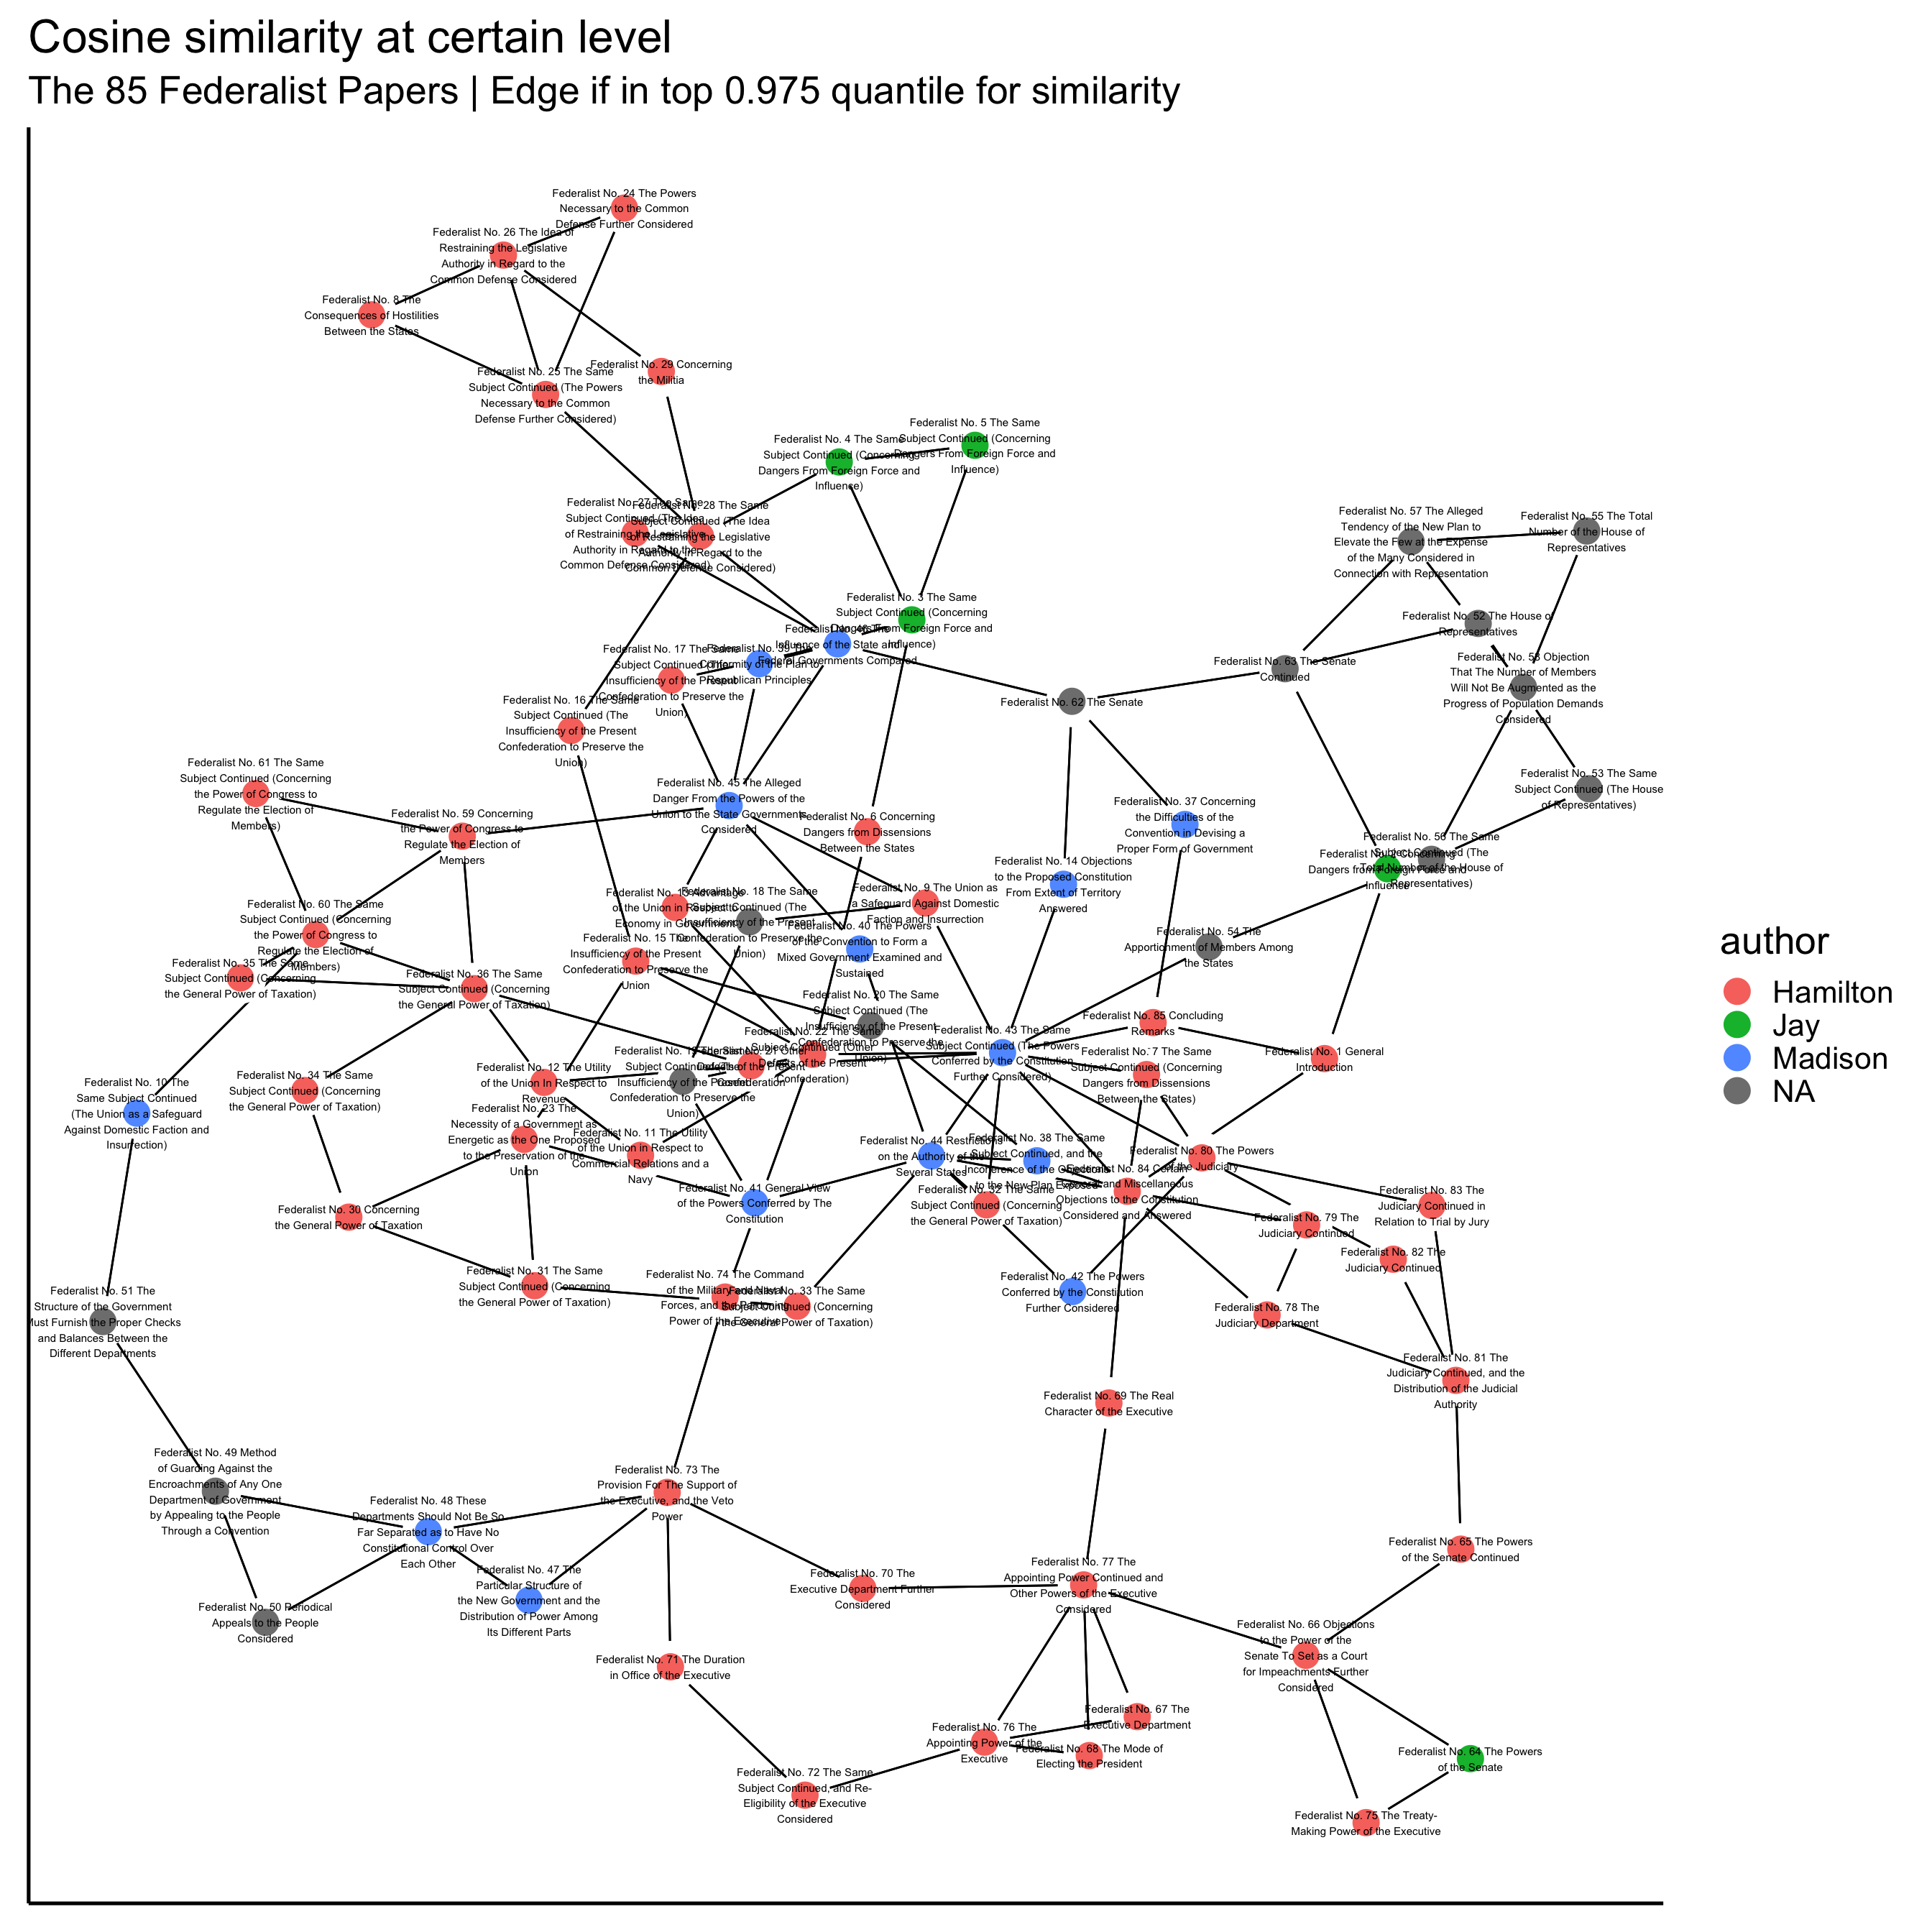 Cosine similarity at certain level
The 85 Federalist Papers | Edge if in top 0.975 quantile for similarity
Federalist No. 24 The Powers
Necessary to the Common
Defense Further Considered
Federalist No. 26 The Idea of
Restraining the Legislative
Authority in Regard to the
Common Defense Considered
Federalist No. 8 The
Consequences of Hostilities
Between the States
Federalist No. 29 Concerning
the Militia
Federalist No. 25 The Same
Subject Continued (The Powers
Necessary to the Common
Defense Further Considered)
Federalist No. 5 The Same
Subject Continued (Concerning
Dangers From Foreign Force and
Influence)
Federalist No. 4 The Same
Subject Continued (Concerning
Dangers From Foreign Force and
Influence)
Federalist No. 27 The Same
Subject Continued (The Idea
of Restraining the Legislative
Authority in Regard to the
Common Defense Considered)
Federalist No. 28 The Same
Subject Continued (The Idea
of Restraining the Legislative
Authority in Regard to the
Common Defense Considered)
Federalist No. 57 The Alleged
Tendency of the New Plan to
Elevate the Few at the Expense
of the Many Considered in
Connection with Representation
Federalist No. 55 The Total
Number of the House of
Representatives
Federalist No. 3 The Same
Subject Continued (Concerning
Dangers From Foreign Force and
Influence)
Federalist No. 46 The
Influence of the State and
Federal Governments Compared
Federalist No. 39 The
Conformity of the Plan to
Republican Principles
Federalist No. 17 The Same
Subject Continued (The
Insufficiency of the Present
Confederation to Preserve the
Union)
Federalist No. 52 The House of
Representatives
Federalist No. 63 The Senate
Continued
Federalist No. 58 Objection
That The Number of Members
Will Not Be Augmented as the
Progress of Population Demands
Considered
Federalist No. 62 The Senate
Federalist No. 16 The Same
Subject Continued (The
Insufficiency of the Present
Confederation to Preserve the
Union)
Federalist No. 61 The Same
Subject Continued (Concerning
the Power of Congress to
Regulate the Election of
Members)
Federalist No. 59 Concerning
the Power of Congress to
Regulate the Election of
Members
Federalist No. 45 The Alleged
Danger From the Powers of the
Union to the State Governments
Considered
Federalist No. 6 Concerning
Dangers from Dissensions
Between the States
Federalist No. 37 Concerning
the Difficulties of the
Convention in Devising a
Proper Form of Government
Federalist No. 53 The Same
Subject Continued (The House
of Representatives)
Federalist No. 56 The Same
Subject Continued (The
Total Number of the House of
Representatives)
Federalist No. 2 Concerning
Dangers from Foreign Force and
Influence
Federalist No. 14 Objections
to the Proposed Constitution
From Extent of Territory
Answered
Federalist No. 13 Advantage
of the Union in Respect to
Economy in Government
Federalist No. 18 The Same
Subject Continued (The
Insufficiency of the Present
Confederation to Preserve the
Union)
Federalist No. 9 The Union as
a Safeguard Against Domestic
Faction and Insurrection
Federalist No. 60 The Same
Subject Continued (Concerning
the Power of Congress to
Regulate the Election of
Members)
Federalist No. 40 The Powers
of the Convention to Form a
Mixed Government Examined and
Sustained
Federalist No. 54 The
Apportionment of Members Among
the States
Federalist No. 15 The
Insufficiency of the Present
Confederation to Preserve the
Union
Federalist No. 35 The Same
Subject Continued (Concerning
the General Power of Taxation)
Federalist No. 36 The Same
Subject Continued (Concerning
the General Power of Taxation)
Federalist No. 20 The Same
Subject Continued (The
Insufficiency of the Present
Confederation to Preserve the
Union)
Federalist No. 85 Concluding
Remarks
Federalist No. 22 The Same
Subject Continued (Other
Defects of the Present
Confederation)
Federalist No. 43 The Same
Subject Continued (The Powers
Conferred by the Constitution
Further Considered)
Federalist No. 7 The Same
Subject Continued (Concerning
Dangers from Dissensions
Between the States)
Federalist No. 1 General
Introduction
Federalist No. 21 Other
Defects of the Present
Confederation
Federalist No. 19 The Same
Subject Continued (The
Insufficiency of the Present
Confederation to Preserve the
Union)
Federalist No. 12 The Utility
of the Union In Respect to
Revenue
Federalist No. 34 The Same
Subject Continued (Concerning
the General Power of Taxation)
Federalist No. 10 The
Same Subject Continued
(The Union as a Safeguard
Against Domestic Faction and
Insurrection)
Federalist No. 23 The
Necessity of a Government as
Energetic as the One Proposed
to the Preservation of the
Union
Federalist No. 11 The Utility
of the Union in Respect to
Commercial Relations and a
Navy
Federalist No. 44 Restrictions
on the Authority of the
Several States
Federalist No. 38 The Same
Subject Continued, and the
Incoherence of the Objections
to the New Plan Exposed
Federalist No. 80 The Powers
of the Judiciary
Federalist No. 84 Certain
General and Miscellaneous
Objections to the Constitution
Considered and Answered
Federalist No. 32 The Same
Subject Continued (Concerning
the General Power of Taxation)
Federalist No. 41 General View
of the Powers Conferred by The
Constitution
Federalist No. 83 The
Judiciary Continued in
Relation to Trial by Jury
Federalist No. 30 Concerning
the General Power of Taxation
Federalist No. 79 The
Judiciary Continued
Federalist No. 82 The
Judiciary Continued
Federalist No. 31 The Same
Subject Continued (Concerning
the General Power of Taxation)
Federalist No. 74 The Command
of the Military and Naval
Forces, and the Pardoning
Power of the Executive
Federalist No. 33 The Same
Subject Continued (Concerning
the General Power of Taxation)
Federalist No. 42 The Powers
Conferred by the Constitution
Further Considered
Federalist No. 78 The
Judiciary Department
Federalist No. 51 The
Structure of the Government
Must Furnish the Proper Checks
and Balances Between the
Different Departments
Federalist No. 81 The
Judiciary Continued, and the
Distribution of the Judicial
Authority
Federalist No. 69 The Real
Character of the Executive
Federalist No. 49 Method
of Guarding Against the
Encroachments of Any One
Department of Government
by Appealing to the People
Through a Convention
Federalist No. 48 These
Departments Should Not Be So
Far Separated as to Have No
Constitutional Control Over
Each Other
Federalist No. 73 The
Provision For The Support of
the Executive, and the Veto
Power
Federalist No. 65 The Powers
of the Senate Continued
Federalist No. 47 The
Particular Structure of
the New Government and the
Distribution of Power Among
Its Different Parts
Federalist No. 70 The
Executive Department Further
Considered
Federalist No. 77 The
Appointing Power Continued and
Other Powers of the Executive
Considered
Federalist No. 50 Periodical
Appeals to the People
Considered
Federalist No. 66 Objections
to the Power of the
Senate To Set as a Court
for Impeachments Further
Considered
Federalist No. 71 The Duration
in Office of the Executive
Federalist No. 67 The
Executive Department
Federalist No. 76 The
Appointing Power of the
Executive
Federalist No. 68 The Mode of
Electing the President
Federalist No. 64 The Powers
of the Senate
Federalist No. 72 The Same
Subject Continued, and Re-
Eligibility of the Executive
Considered
Federalist No. 75 The Treaty-
Making Power of the Executive
author
Hamilton
Jay
Madison
NA